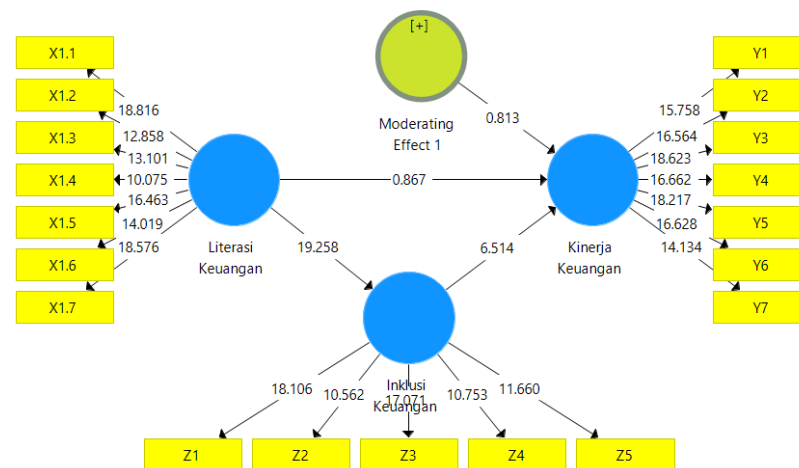 X1.1
X1.2
X1.3
X1.4
X1.5
X1.6
X1.7
18.816
12.858
13.101
10.075
16.463
14.019
18.576
Literasi
Keuangan
[+]
Moderating
Effect 1
0.813
0.867
19.258
6.514
Kinerja
Keuangan
15.758
16.564
18.623
16.662
18.217
16.628
14.134
Y1
Y2
Y3
Y4
Y5
Y6
Y7
Inklusi
Keuangan
18.106
10.562
17.071
10.753
11.660
Z1
Z2
Z3
Z4
Z5